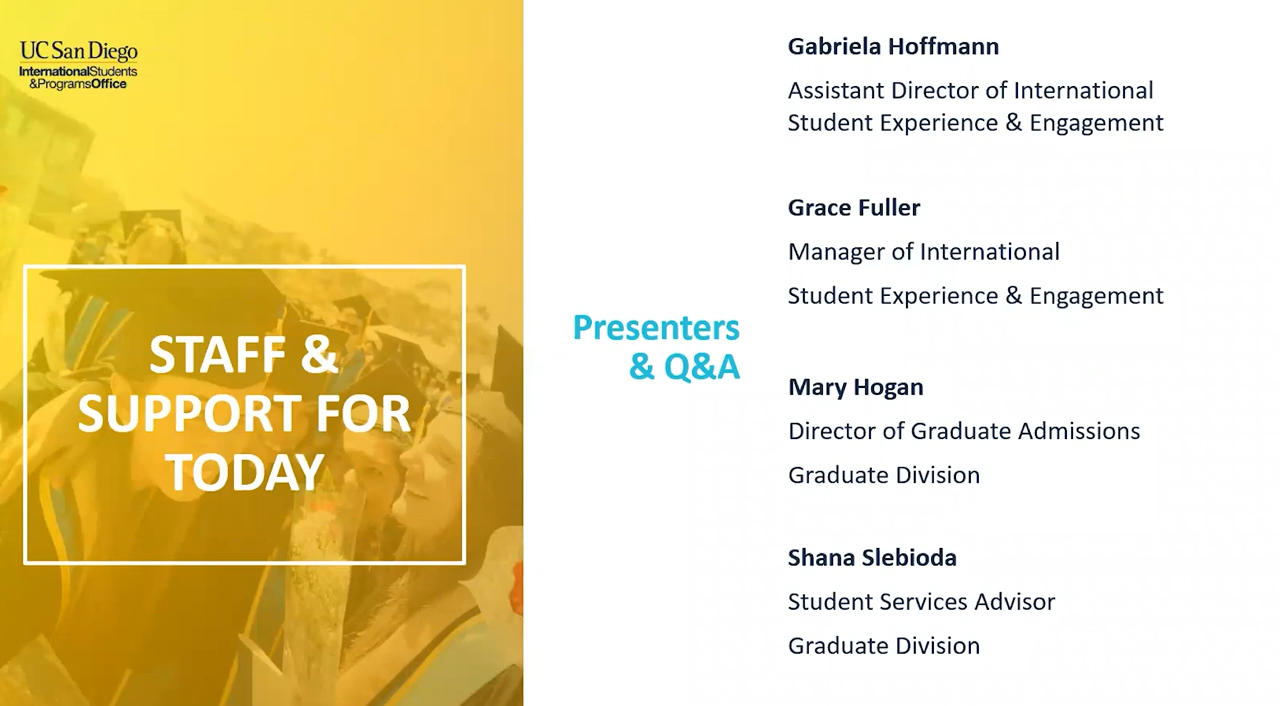 UC San Diego
InternationalStudents
&ProgramsOffice
STAFF &
SUPPORT FOR
TODAY
Presenters
& Q&A
Gabriela Hoffmann
Assistant Director of International
Student Experience & Engagement
Grace Fuller
Manager of International
Student Experience & Engagement
Mary Hogan
Director of Graduate Admissions
Graduate Division
Shana Slebioda
Student Services Advisor
Graduate Division